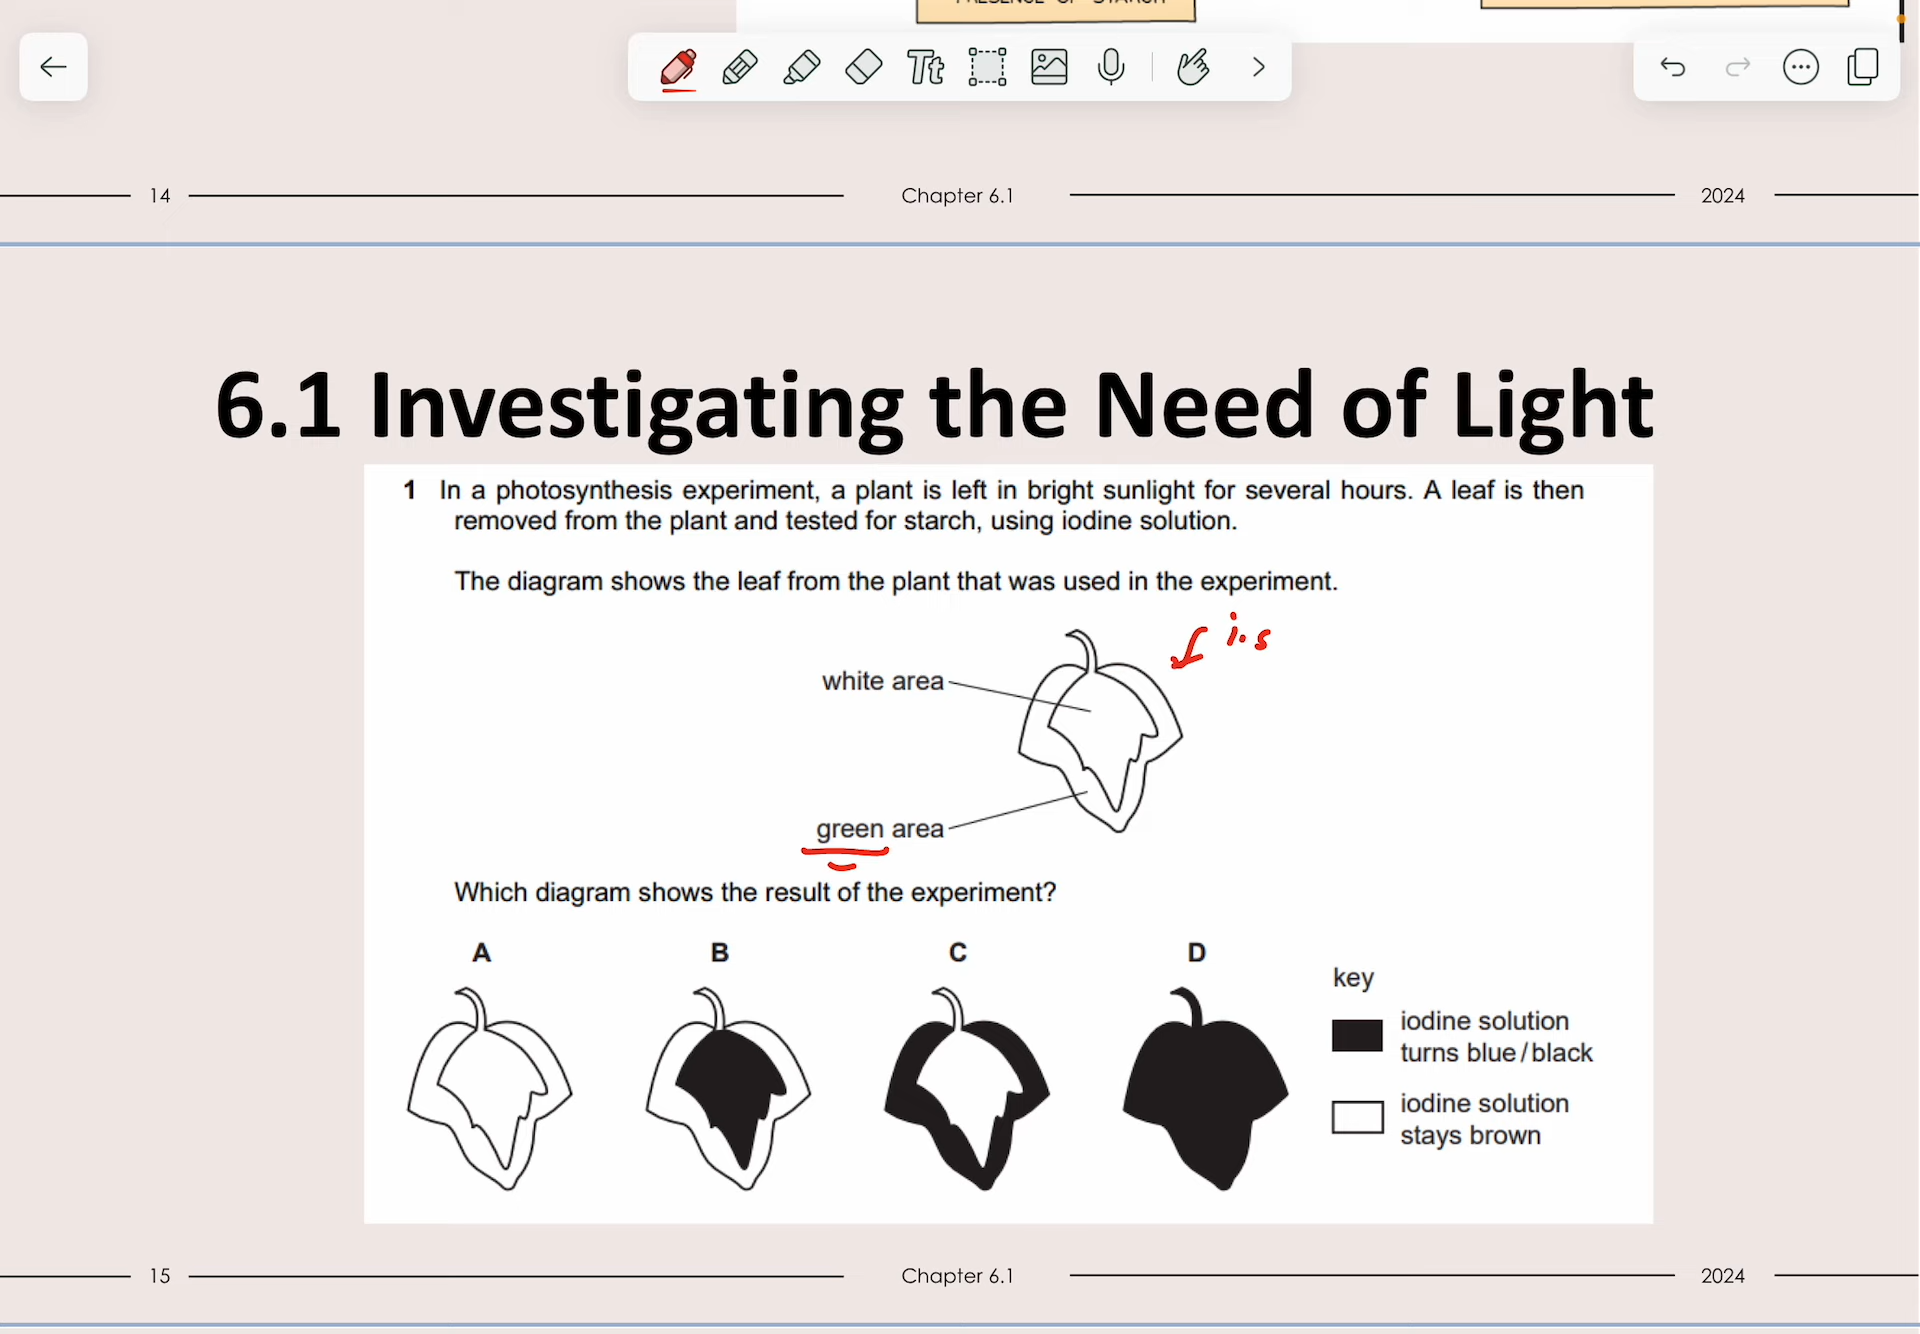 PRESENCE OF STARCH
Tt
14
Chapter 6.1
2024
6.1 Investigating the Need of Light
1 In a photosynthesis experiment, a plant is left in bright sunlight for several hours. A leaf is then
removed from the plant and tested for starch, using iodine solution.
The diagram shows the leaf from the plant that was used in the experiment.
i.s
white area
green area
Which diagram shows the result of the experiment?
A
B
C
D
key
iodine solution
turns blue / black
iodine solution
stays brown
15
Chapter 6.1
2024